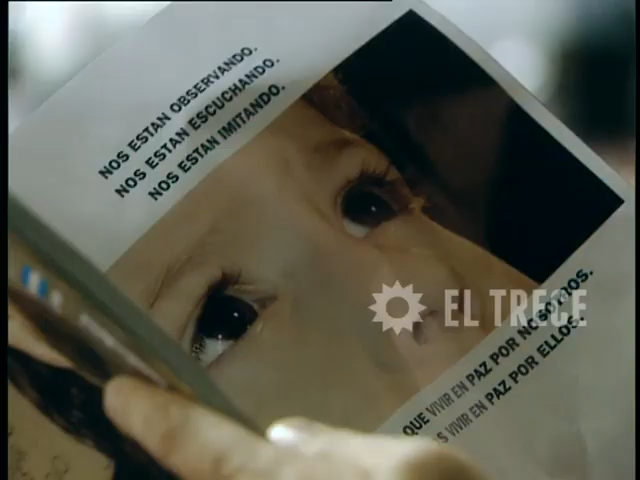 NOS ESTAN OBSERVANDO.
NOS ESTAN ESCUCHANDO.
NOS ESTAN IMITANDO.
EL TRECE
QUE VIVIR EN PAZ POR NOSOTROS.
VIVIR EN PAZ POR ELLOS.